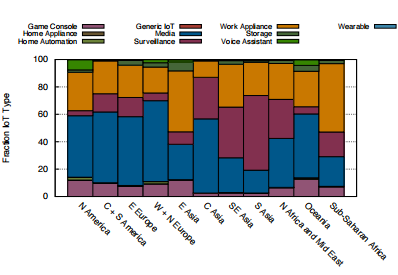 Game Console Generic IoT Work Appliance Wearable
Home Appliance Media Storage
Home Automation Surveillance Voice Assistant
Fraction IoT Type
100
80
60
40
20
0
N America
C + S America
E Europe
W + N Europe
E Asia
C Asia
SE Asia
S Asia
N Africa and Mid East
Oceania
Sub-Saharan Africa